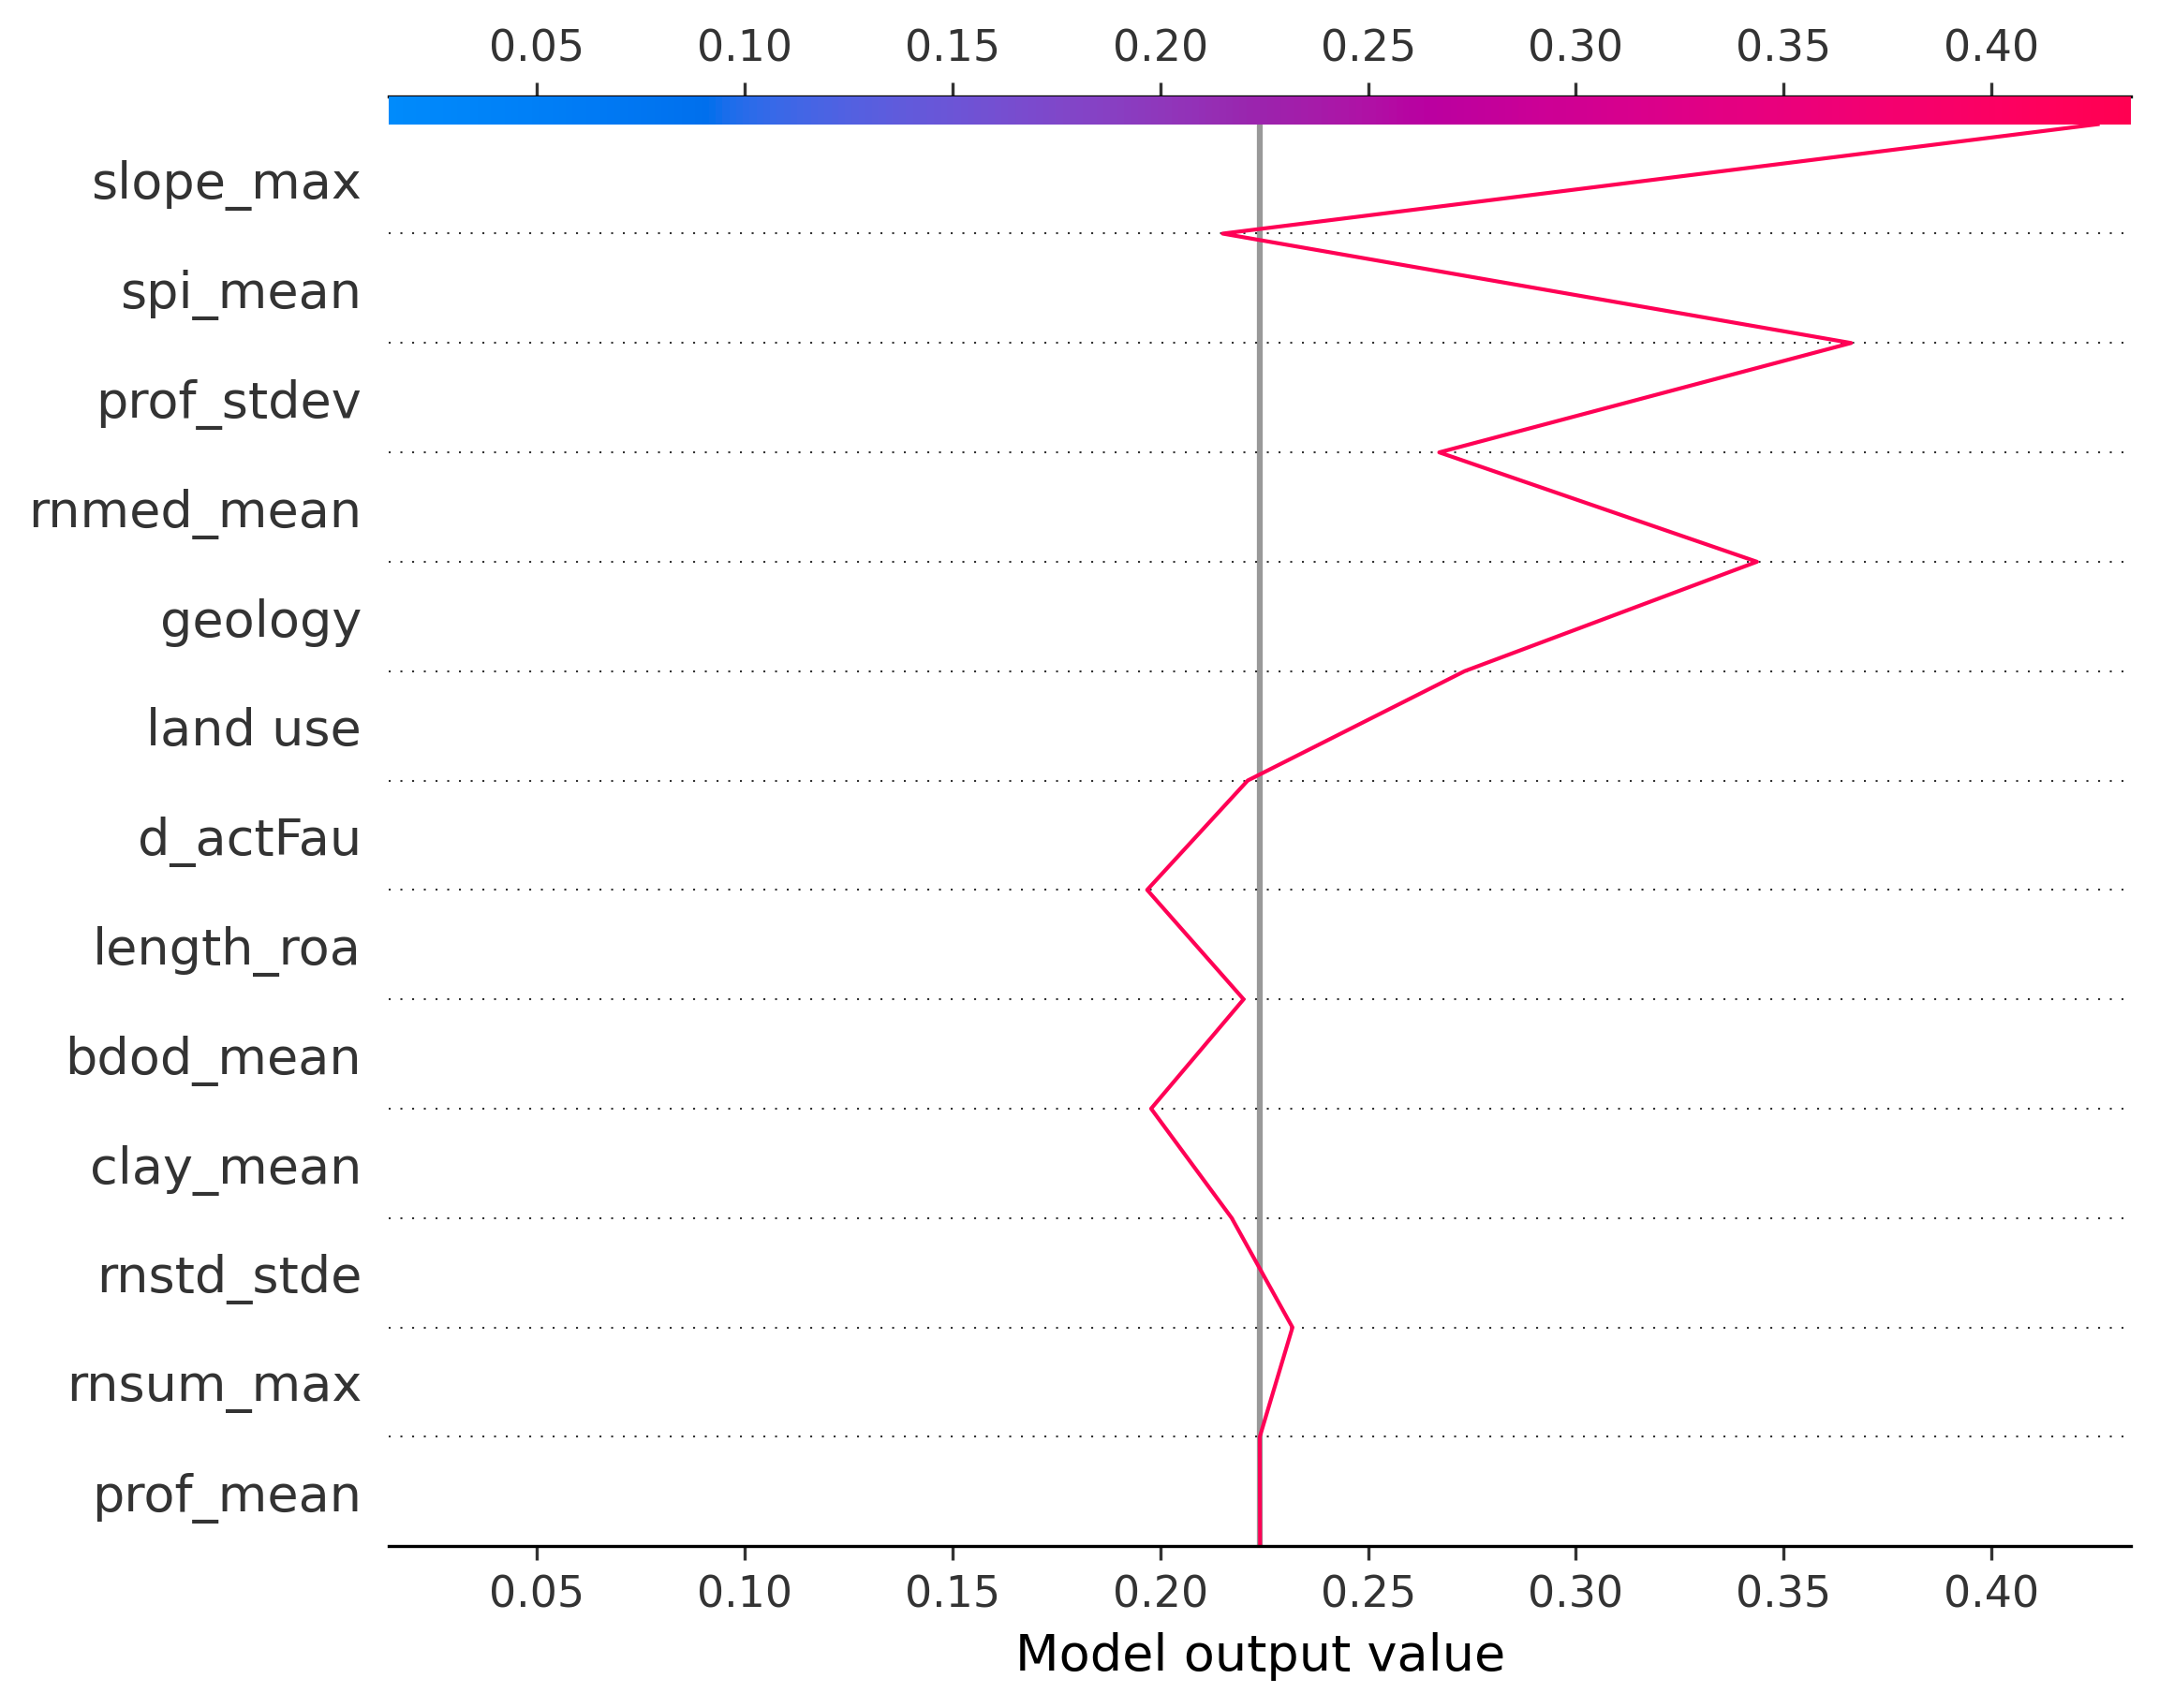 0.05 0.10 0.15 0.20 0.25 0.30 0.35 0.40
slope_max
spi_mean
prof_stdev
rnmed_mean
geology
land use
d_actFau
length_roa
bdod_mean
clay_mean
rnstd_stde
rnsum_max
prof_mean
0.05 0.10 0.15 0.20 0.25 0.30 0.35 0.40
Model output value